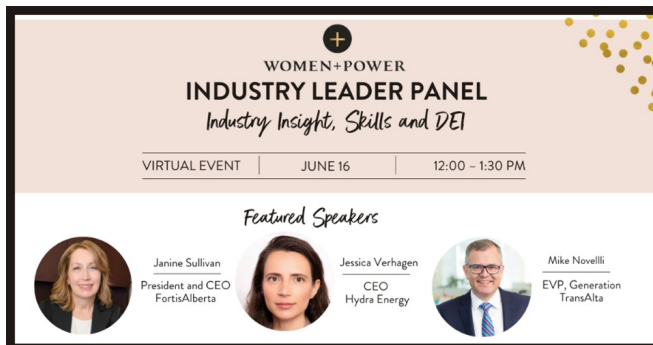 WOMEN+POWER
INDUSTRY LEADER PANEL
Industry Insight, Skills and DEI
VIRTUAL EVENT
JUNE 16
12:00 – 1:30 PM
Featured Speakers
Janine Sullivan
President and CEO
FortisAlberta
Jessica Verhagen
CEO
Hydra Energy
Mike Novellli
EVP, Generation
TransAlta